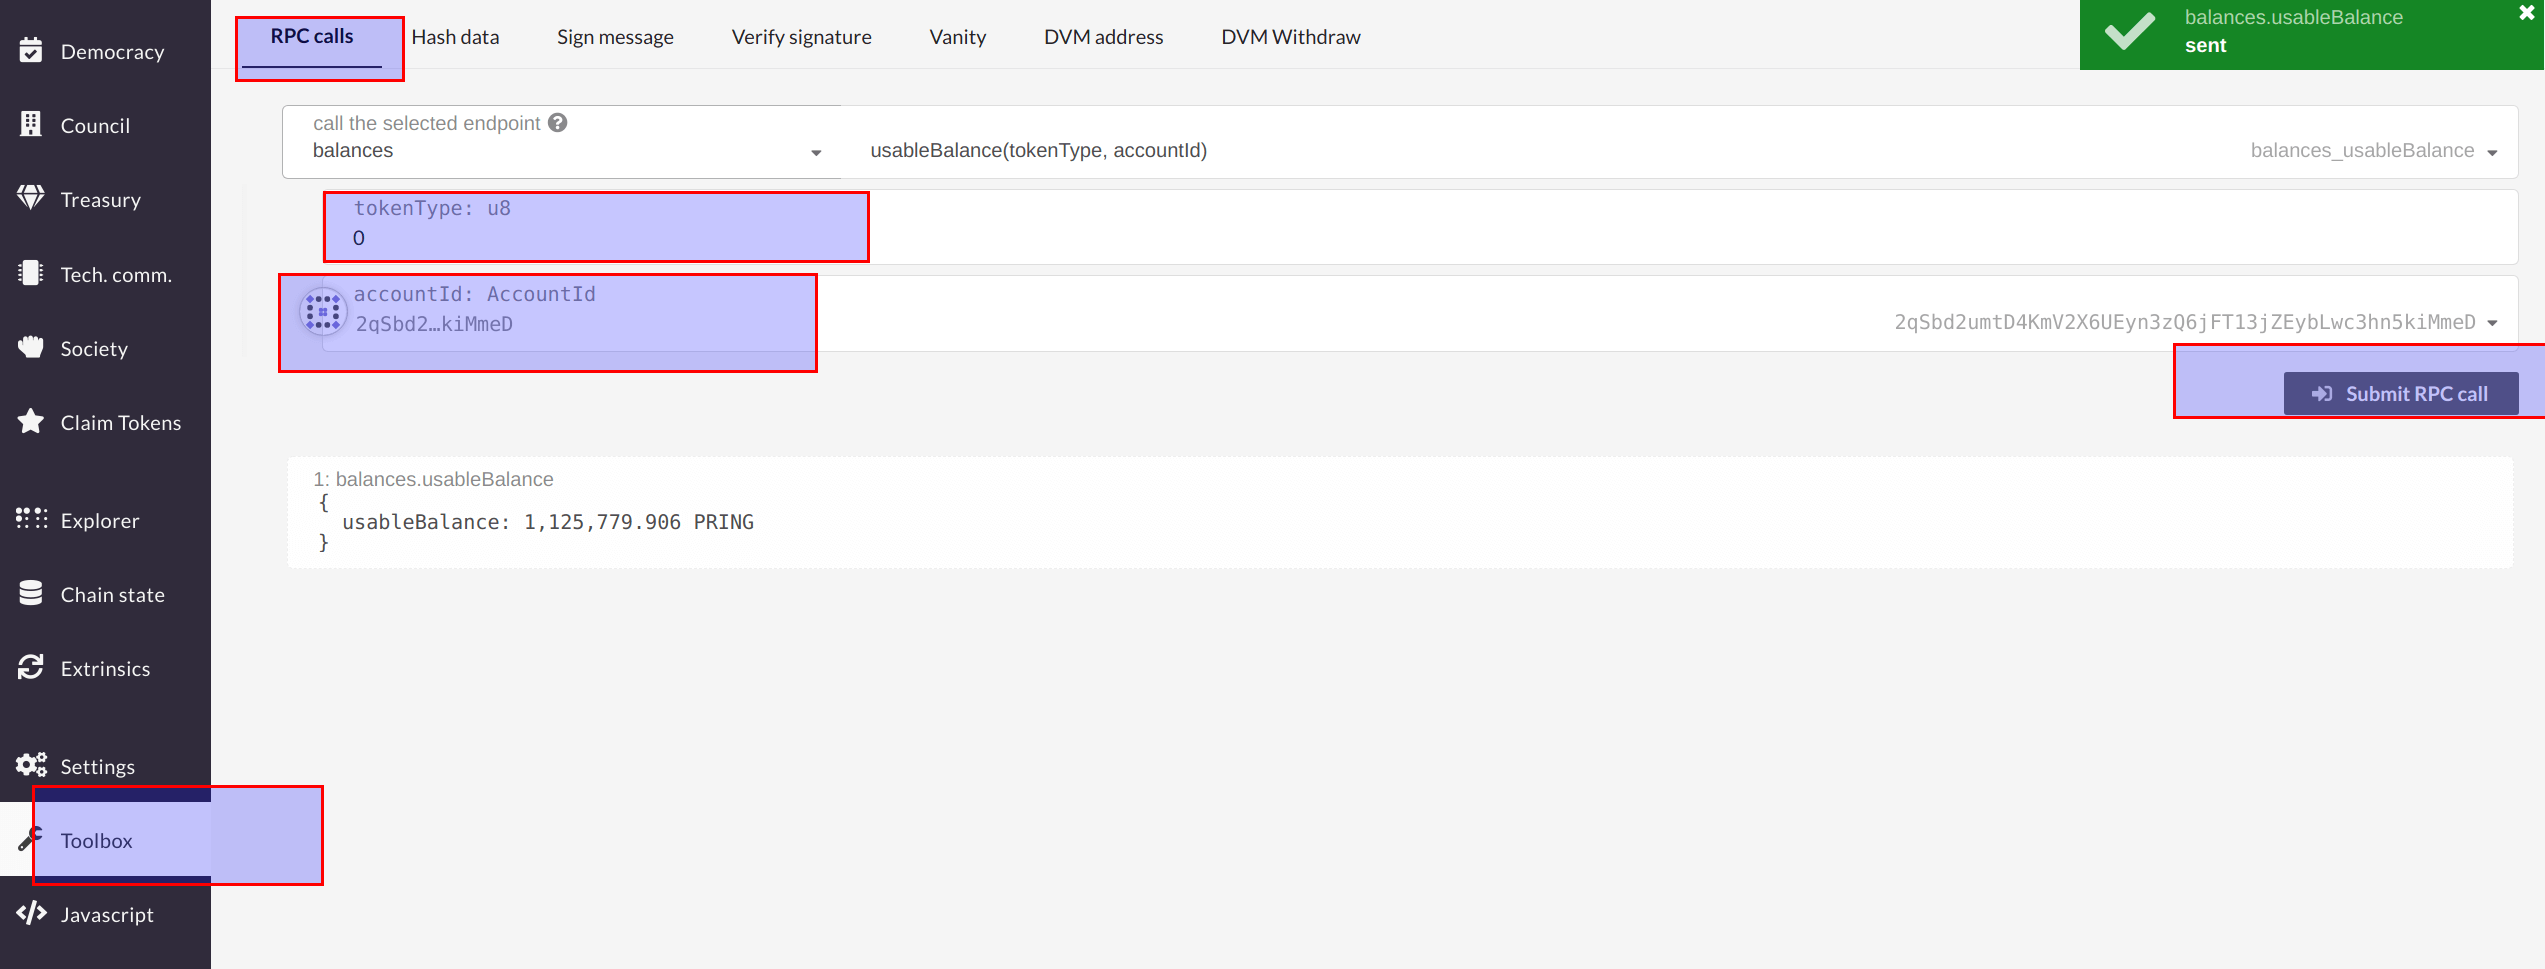 Democracy
Council
Treasury
Tech. comm.
Society
Claim Tokens
Explorer
Chain state
Extrinsics
Settings
Toolbox
Javascript
RPC calls Hash data Sign message Verify signature Vanity DVM address DVM Withdraw
balances.usableBalance
sent
call the selected endpoint
balances usableBalance(tokenType, accountId) balances_usableBalance
tokenType: u8
0
accountId: AccountId
2qSbd2…kiMmeD 2qSbd2umtD4KmV2X6UEyn3zQ6jFT13jZEybLwc3hn5kiMmeD
Submit RPC call
1: balances.usableBalance
{
usableBalance: 1,125,779.906 PRING
}